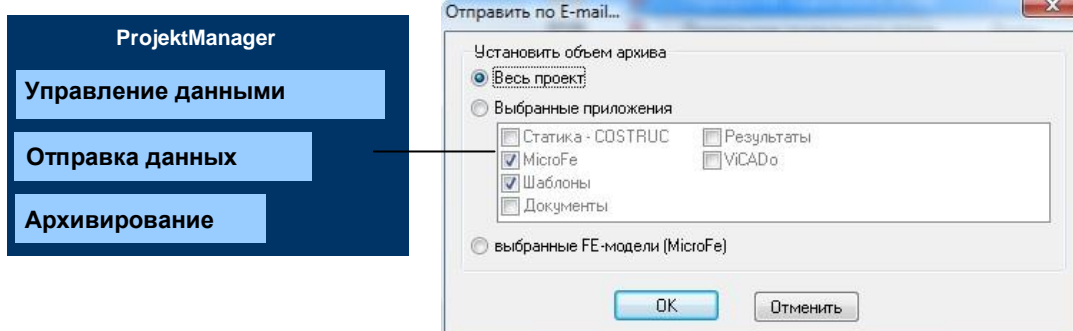 ProjektManager
Управление данными
Отправка данных
Архивирование
Отправить по E-mail...
Установить объем архива
Весь проект
Выбранные приложения
Статика - COSTRUC
Результаты
MicroFe
ViCADo
Шаблоны
Документы
выбранные FE-модели (MicroFe)
OK
Отменить